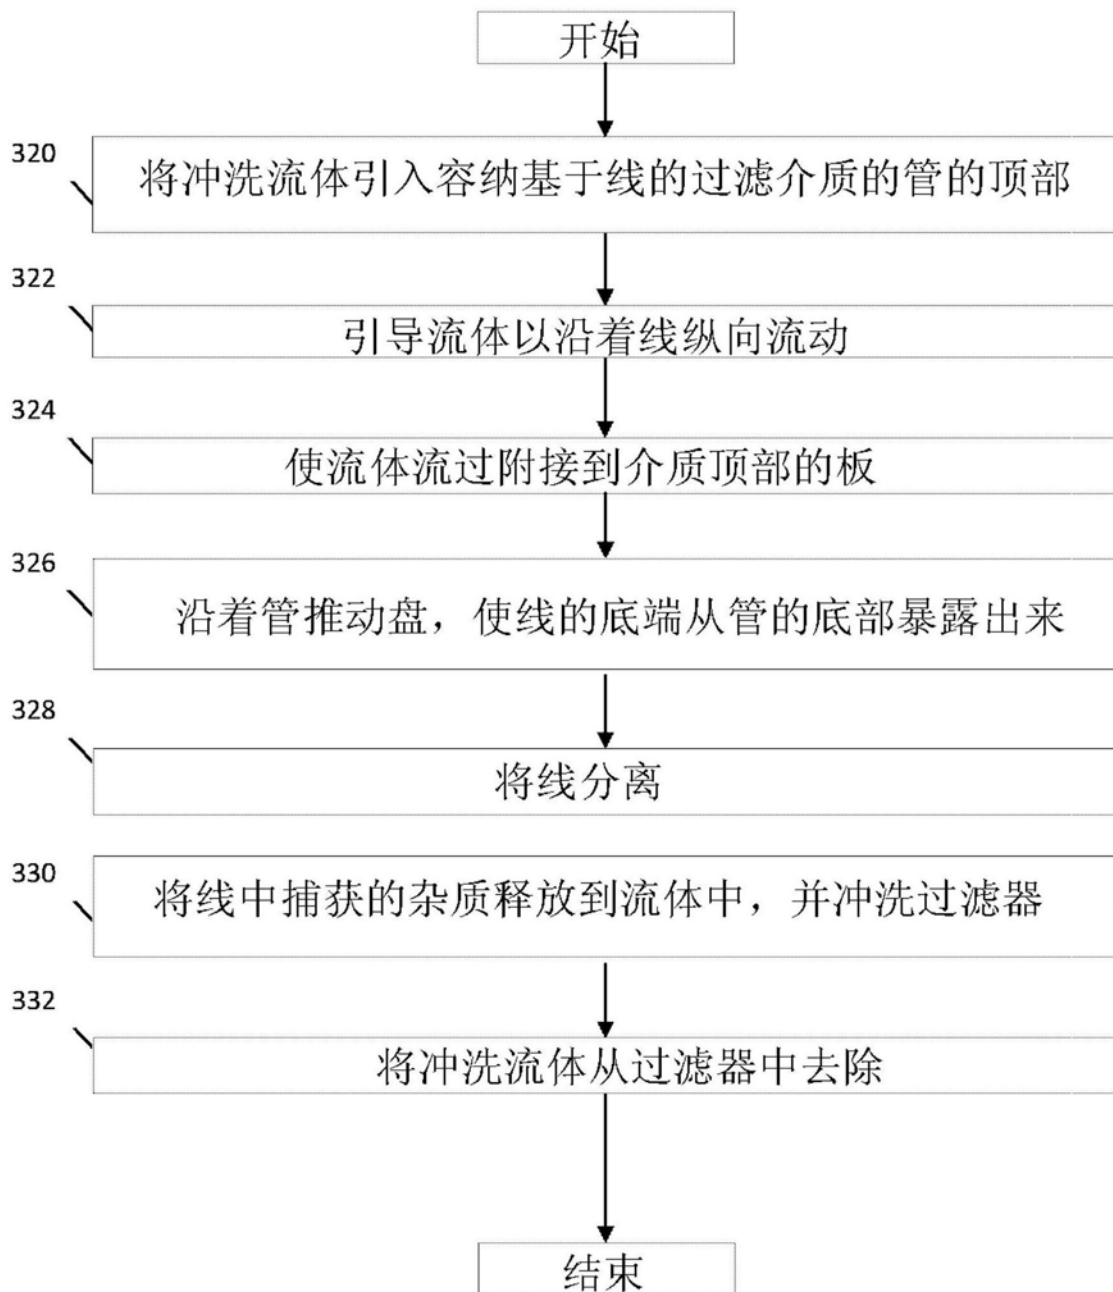 开始
320
将冲洗流体引入容纳基于线的过滤介质的管的顶部
322
引导流体以沿着线纵向流动
324
使流体流过附接到介质顶部的板
326
沿着管推动盘，使线的底端从管的底部暴露出来
328
将线分离
330
将线中捕获的杂质释放到流体中，并冲洗过滤器
332
将冲洗流体从过滤器中去除
结束